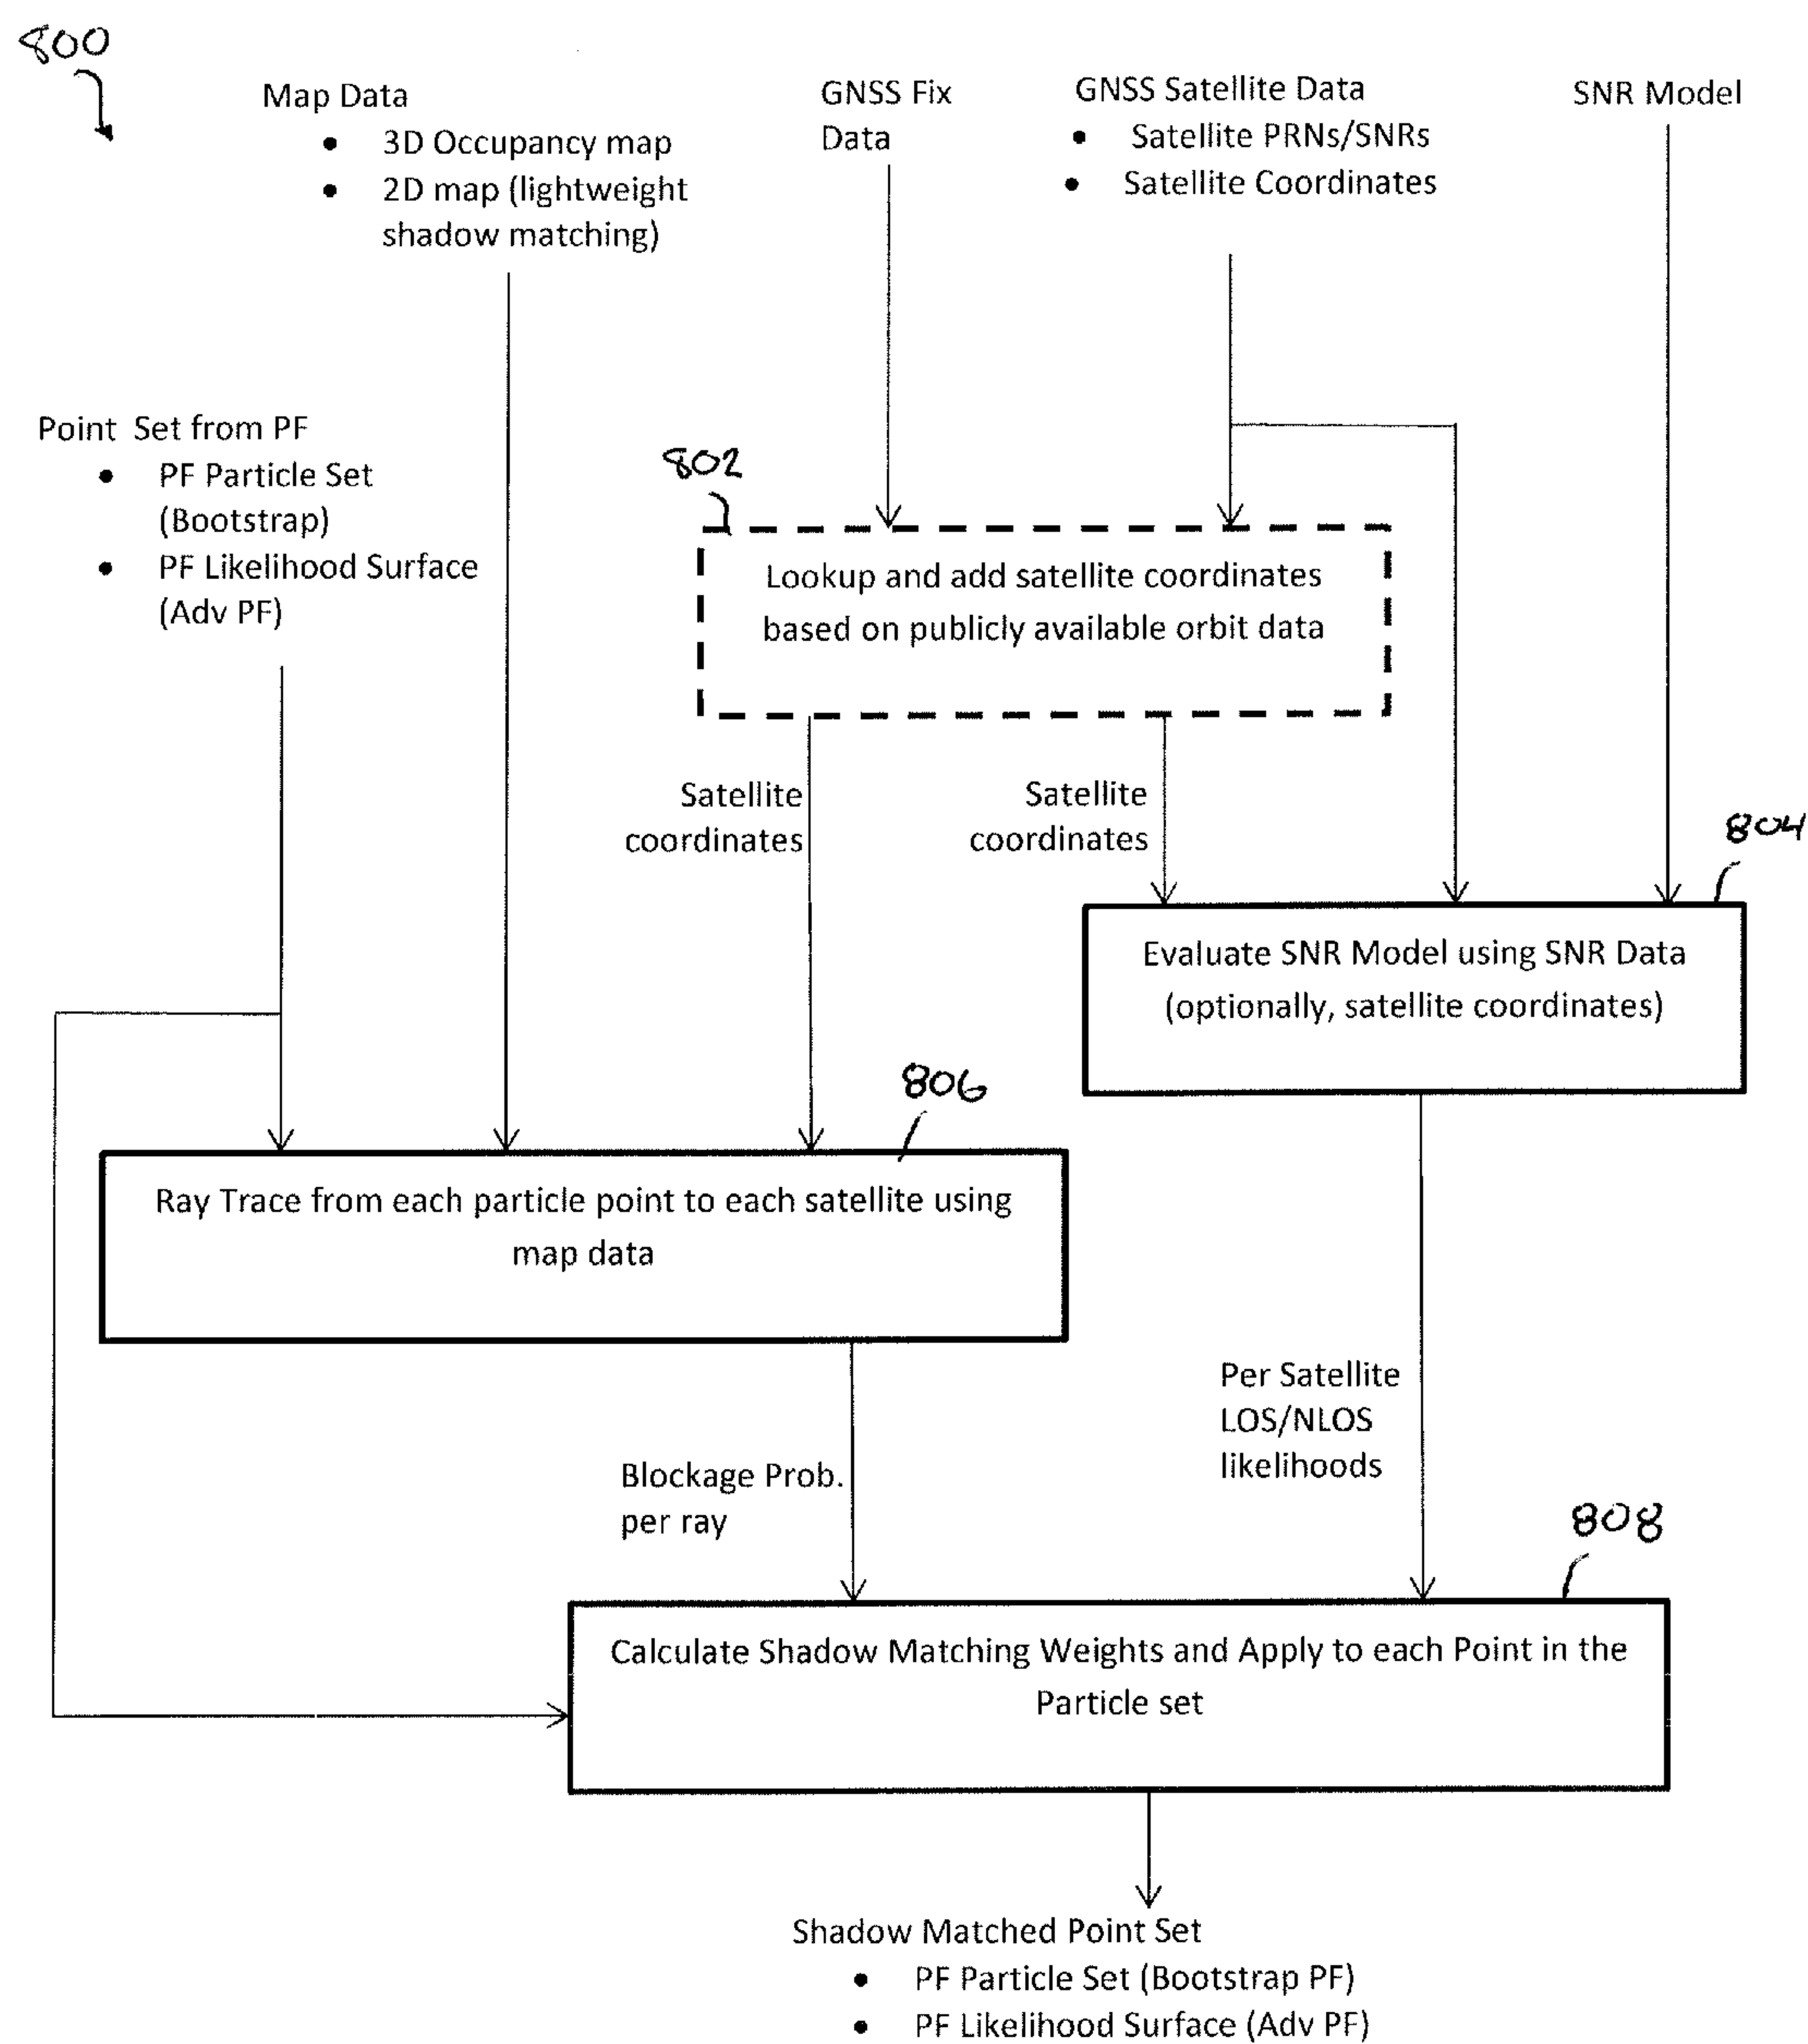 800
Map Data
• 3D Occupancy map
• 2D map (lightweight
shadow matching)
GNSS Fix
Data
GNSS Satellite Data
• Satellite PRNs/SNRs
• Satellite Coordinates
SNR Model
Point Set from PF
• PF Particle Set
(Bootstrap)
• PF Likelihood Surface
(Adv PF)
802
Lookup and add satellite coordinates
based on publicly available orbit data
Satellite
coordinates
Satellite
coordinates
804
Evaluate SNR Model using SNR Data
(optionally, satellite coordinates)
806
Ray Trace from each particle point to each satellite using
map data
Blockage Prob.
per ray
Per Satellite
LOS/NLOS
likelihoods
808
Calculate Shadow Matching Weights and Apply to each Point in the
Particle set
Shadow Matched Point Set
• PF Particle Set (Bootstrap PF)
• PF Likelihood Surface (Adv PF)